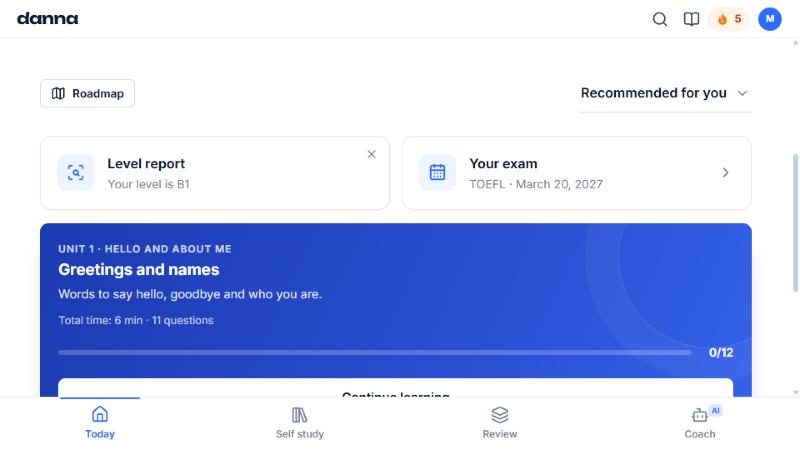 danna
5
M
Roadmap
Recommended for you
Level report
Your level is B1
Your exam
TOEFL · March 20, 2027
UNIT 1 · HELLO AND ABOUT ME
Greetings and names
Words to say hello, goodbye and who you are.
Total time: 6 min · 11 questions
0/12
Continue learning
Today
Self study
Review
AI
Coach